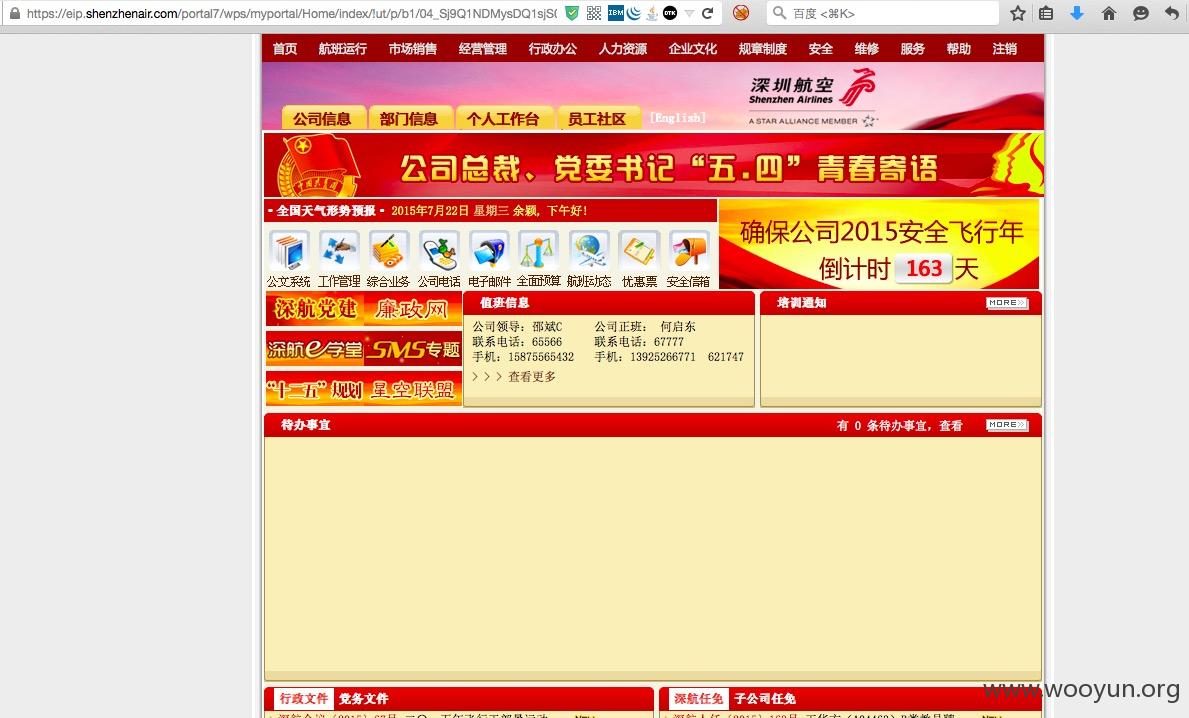 https://eip.shenzhenair.com/portal7/wps/myportal/Home/index/!ut/p/b1/04_Sj9Q1NDMysDQ1sjS(
IBM
DTK
百度 <⌘K>
首页 航班运行 市场销售 经营管理 行政办公 人力资源 企业文化 规章制度 安全 维修 服务 帮助 注销
深圳航空
Shenzhen Airlines
A STAR ALLIANCE MEMBER
公司信息 部门信息 个人工作台 员工社区 [English]
公司总裁、党委书记“五.四”青春寄语
- 全国天气形势预报 - 2015年7月22日 星期三 余颖, 下午好!
确保公司2015安全飞行年
倒计时 163 天
公文系统 工作管理 综合业务 公司电话 电子邮件 全面预算 航班动态 优惠票 安全信箱
深航党建 廉政网
深航e学堂 SMS专题
“十二五”规划 星空联盟
值班信息
公司领导: 邵斌C 公司正班: 何启东
联系电话: 65566 联系电话: 67777
手机: 15875565432 手机: 13925266771 621747
>>> 查看更多
培训通知 MORE
待办事宜 有 0 条待办事宜, 查看 MORE
行政文件 党务文件
深航任免 子公司任免
www.wooyun.org